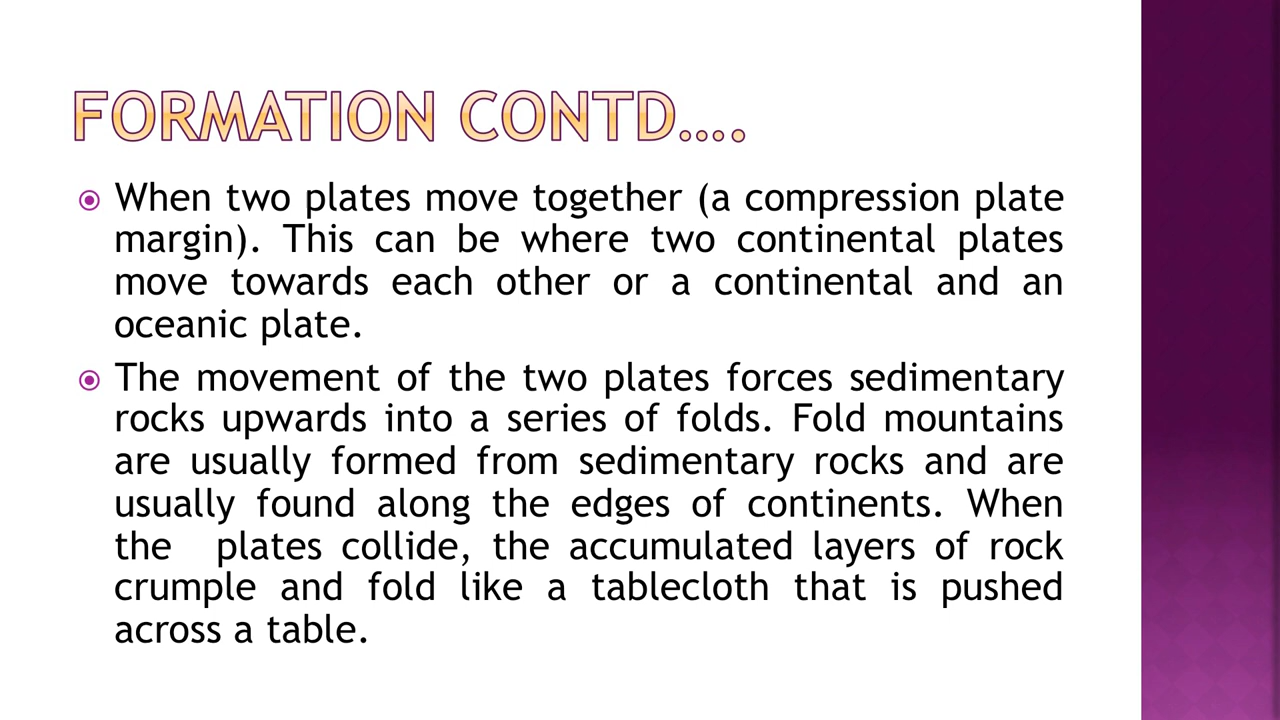 FORMATION CONTD....
When two plates move together (a compression plate
margin). This can be where two continental plates
move towards each other or a continental and an
oceanic plate.
The movement of the two plates forces sedimentary
rocks upwards into a series of folds. Fold mountains
are usually formed from sedimentary rocks and are
usually found along the edges of continents. When
the plates collide, the accumulated layers of rock
crumple and fold like a tablecloth that is pushed
across a table.